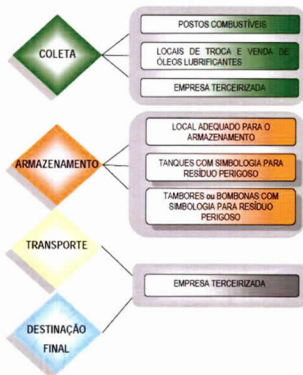 COLETA
POSTOS COMBUSTÍVEIS
LOCAIS DE TROCA E VENDA DE
ÓLEOS LUBRIFICANTES
EMPRESA TERCEIRIZADA
ARMAZENAMENTO
LOCAL ADEQUADO PARA O
ARMAZENAMENTO
TANQUES COM SIMBOLOGIA PARA
RESÍDUO PERIGOSO
TAMBORES ou BOMBONAS COM
SIMBOLOGIA PARA RESÍDUO
PERIGOSO
TRANSPORTE
EMPRESA TERCEIRIZADA
DESTINAÇÃO
FINAL